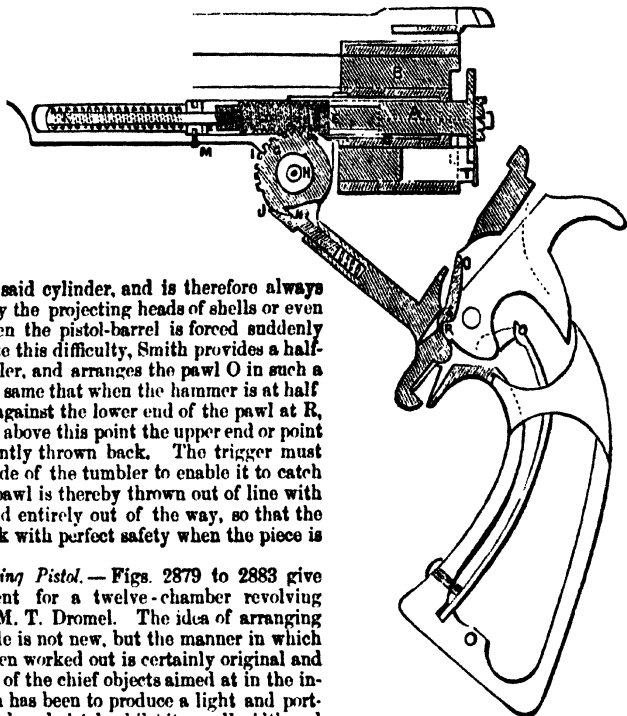 B
A
M
I
G
H
T
J
K
O
R
said cylinder, and is therefore always
y the projecting heads of shells or even
en the pistol-barrel is forced suddenly
e this difficulty, Smith provides a half-
ler, and arranges the pawl O in such a
same that when the hammer is at half
against the lower end of the pawl at R,
above this point the upper end or point
ntly thrown back. The trigger must
de of the tumbler to enable it to catch
pawl is thereby thrown out of line with
d entirely out of the way, so that the
k with perfect safety when the piece is
ing Pistol. — Figs. 2879 to 2883 give
ent for a twelve-chamber revolving
M. T. Dromel. The idea of arranging
le is not new, but the manner in which
en worked out is certainly original and
of the chief objects aimed at in the in-
n has been to produce a light and port-